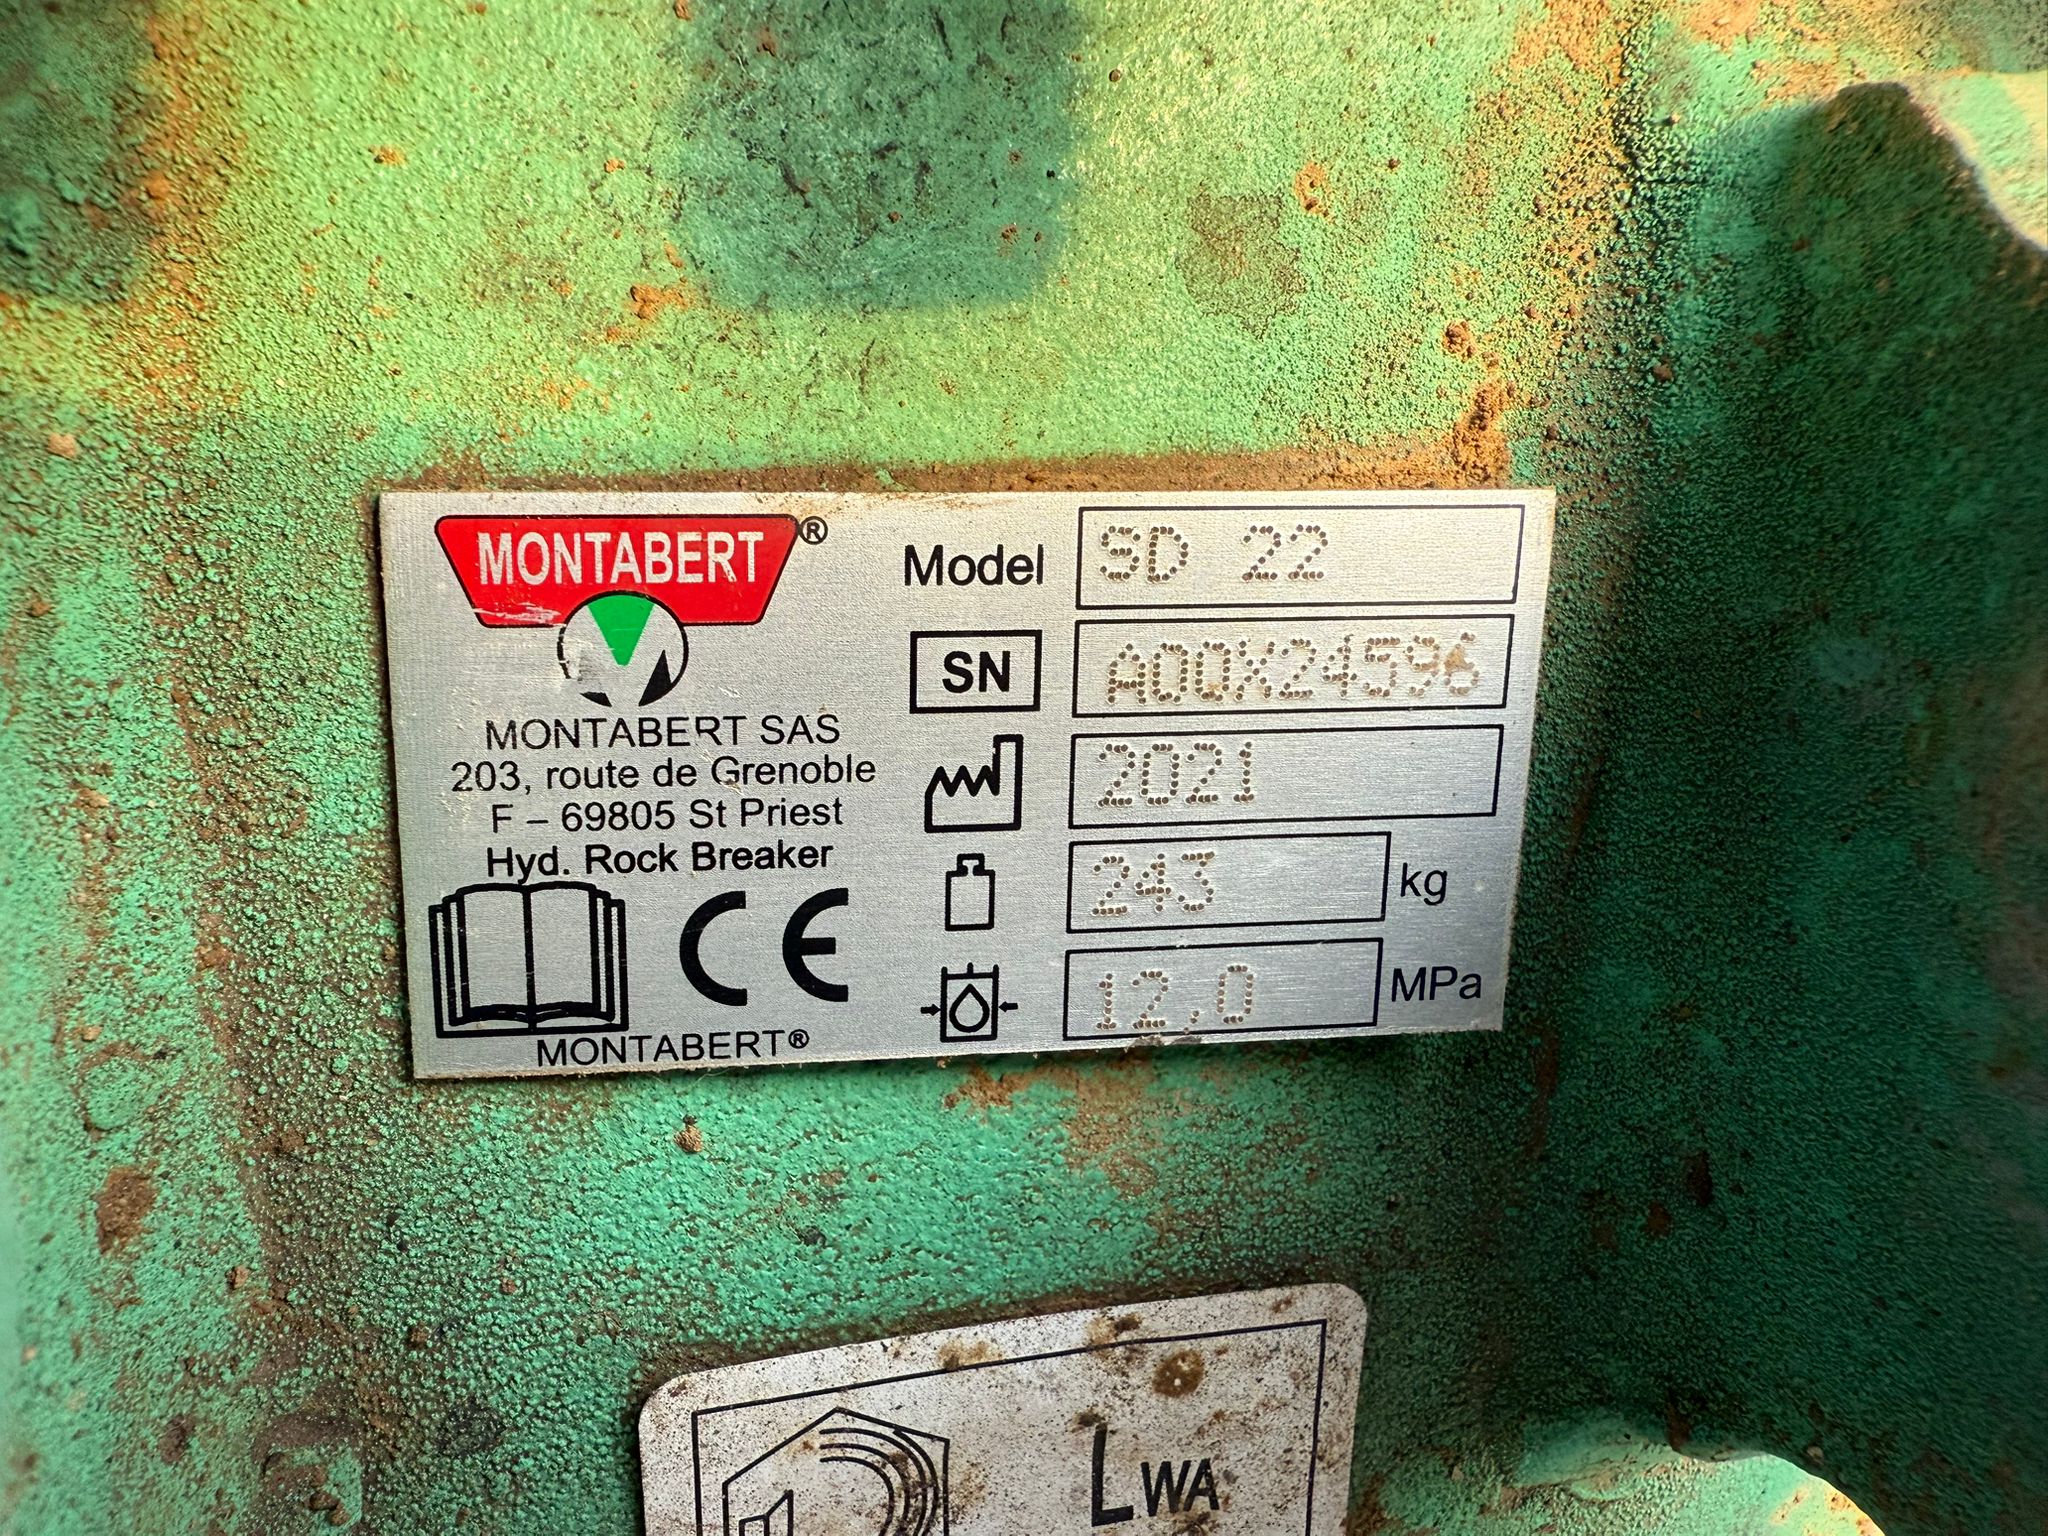 MONTABERT®
MONTABERT SAS
203, route de Grenoble
F – 69805 St Priest
Hyd. Rock Breaker
CE
MONTABERT®
Model SD 22
SN A00X24596
2021
243 kg
12,0 MPa
LWA